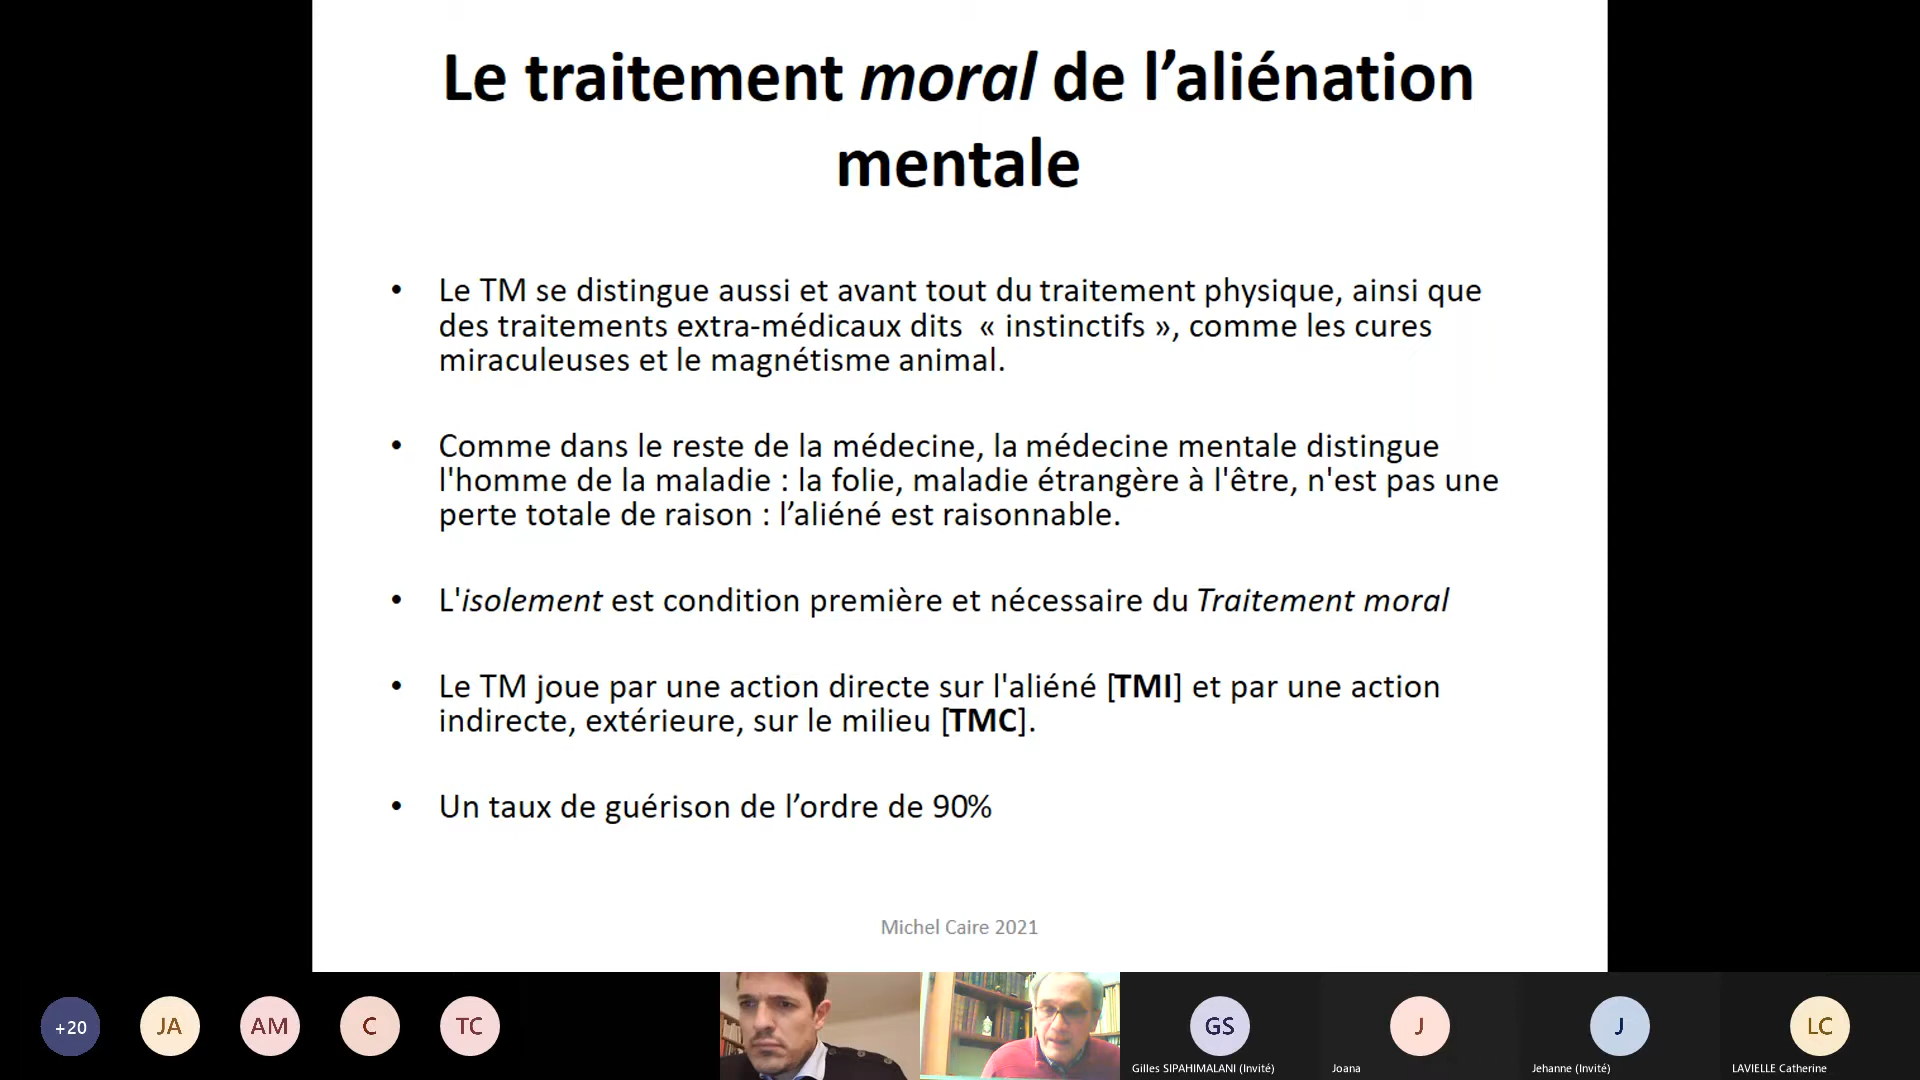 Le traitement moral de l’aliénation
mentale
• Le TM se distingue aussi et avant tout du traitement physique, ainsi que
des traitements extra-médicaux dits « instinctifs », comme les cures
miraculeuses et le magnétisme animal.
• Comme dans le reste de la médecine, la médecine mentale distingue
l'homme de la maladie : la folie, maladie étrangère à l'être, n'est pas une
perte totale de raison : l’aliéné est raisonnable.
• L'isolement est condition première et nécessaire du Traitement moral
• Le TM joue par une action directe sur l'aliéné [TMI] et par une action
indirecte, extérieure, sur le milieu [TMC].
• Un taux de guérison de l’ordre de 90%
Michel Caire 2021
+20
JA
AM
C
TC
GS
J
J
LC
Gilles SIPAHIMALANI (Invité)
Joana
Jehanne (Invité)
LAVIELLE Catherine